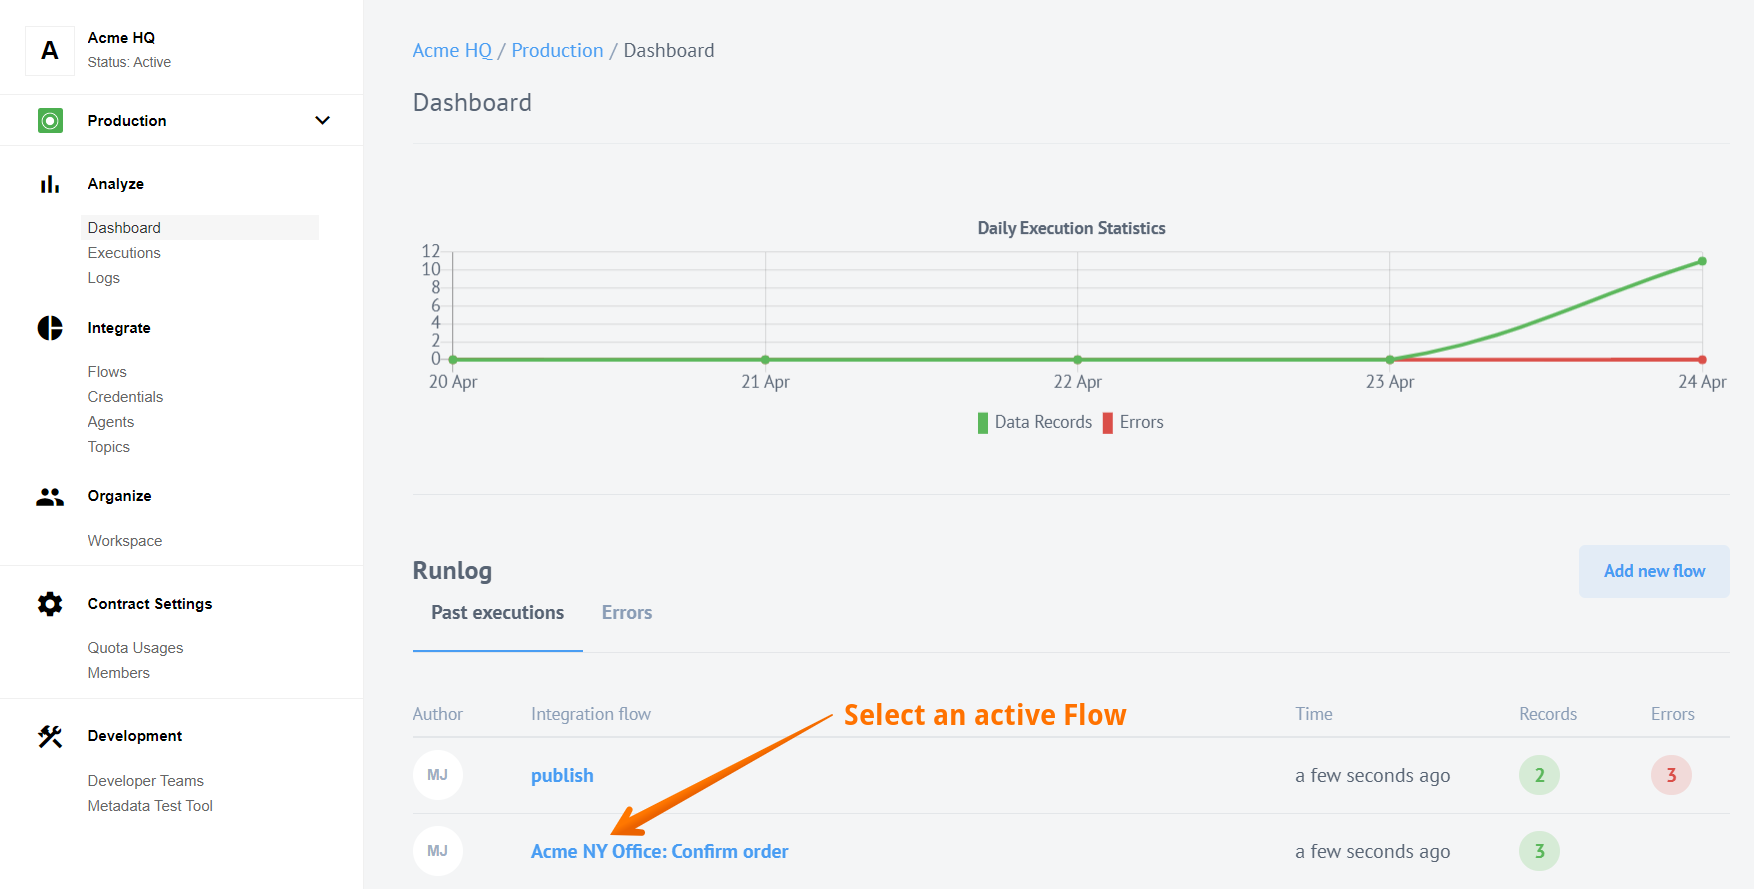 A
Acme HQ
Status: Active
Production
Analyze
Dashboard
Executions
Logs
Integrate
Flows
Credentials
Agents
Topics
Organize
Workspace
Contract Settings
Quota Usages
Members
Development
Developer Teams
Metadata Test Tool
Acme HQ / Production / Dashboard
Dashboard
Daily Execution Statistics
12
10
8
6
4
2
0
20 Apr 21 Apr 22 Apr 23 Apr 24 Apr
Data Records Errors
Runlog
Add new flow
Past executions Errors
Select an active Flow
Author Integration flow Time Records Errors
MJ publish a few seconds ago 2 3
MJ Acme NY Office: Confirm order a few seconds ago 3